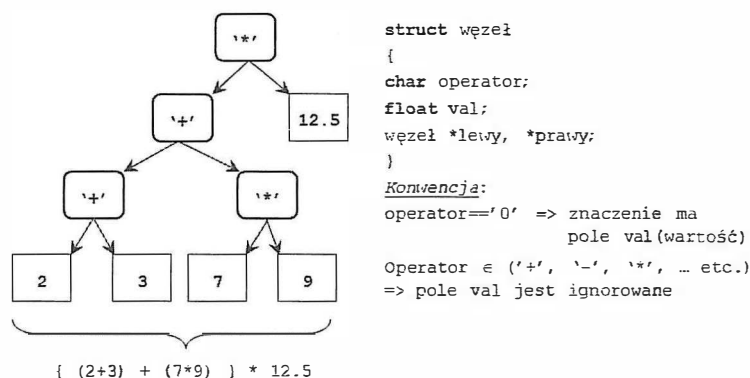 '*'
'+'
12.5
'+'
'*'
2
3
7
9
{ (2+3) + (7*9) } * 12.5
struct węzeł
{
char operator;
float val;
węzeł *lewy, *prawy;
}
Konwencja:
operator=='0' => znaczenie ma
pole val(wartość)
Operator ∈ ('+', '-', '*', … etc.)
=> pole val jest ignorowane